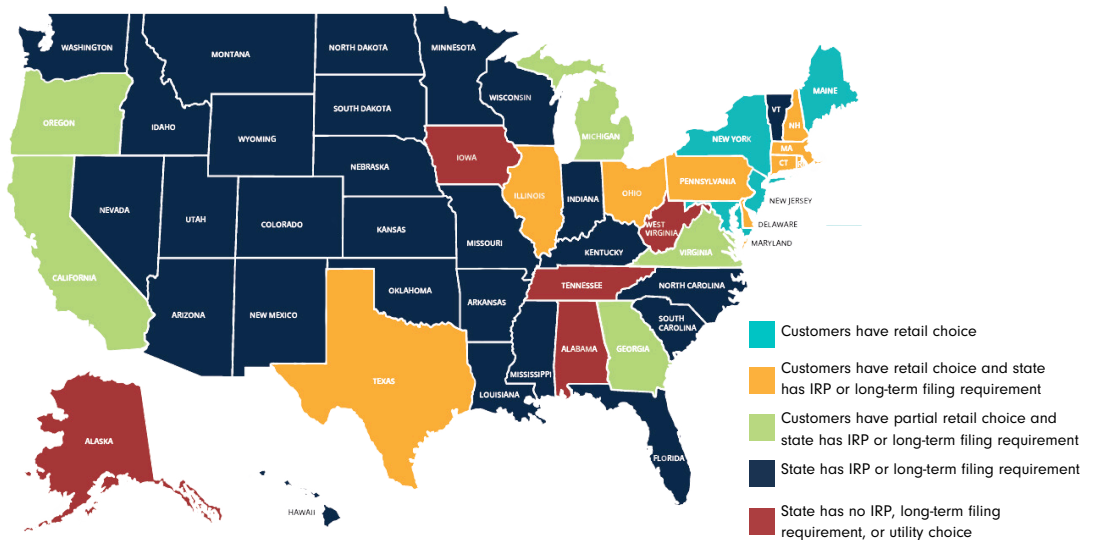 WASHINGTON
MONTANA
NORTH DAKOTA
MINNESOTA
MAINE
WISCONSIN
VT
SOUTH DAKOTA
OREGON
IDAHO
WYOMING
MICHIGAN
NEW YORK
NH
MA
IOWA
CT
NEBRASKA
PENNSYLVANIA
ILLINOIS
OHIO
INDIANA
NEW JERSEY
NEVADA
UTAH
COLORADO
KANSAS
MISSOURI
WEST
VIRGINIA
DELAWARE
KENTUCKY
VIRGINIA
MARYLAND
CALIFORNIA
TENNESSEE
NORTH CAROLINA
OKLAHOMA
ARKANSAS
ARIZONA
NEW MEXICO
SOUTH
CAROLINA
ALABAMA
GEORGIA
MISSISSIPPI
TEXAS
LOUISIANA
ALASKA
FLORIDA
HAWAII
Customers have retail choice
Customers have retail choice and state
has IRP or long-term filing requirement
Customers have partial retail choice and
state has IRP or long-term filing requirement
State has IRP or long-term filing requirement
State has no IRP, long-term filing
requirement, or utility choice